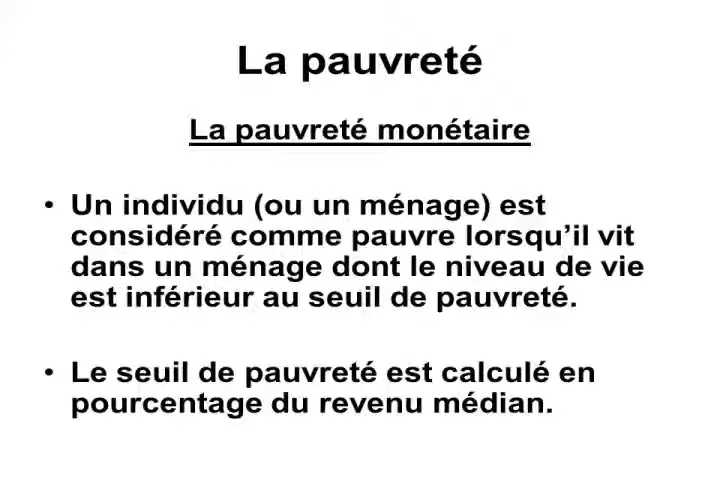 La pauvreté
La pauvreté monétaire
• Un individu (ou un ménage) est
considéré comme pauvre lorsqu’il vit
dans un ménage dont le niveau de vie
est inférieur au seuil de pauvreté.
• Le seuil de pauvreté est calculé en
pourcentage du revenu médian.